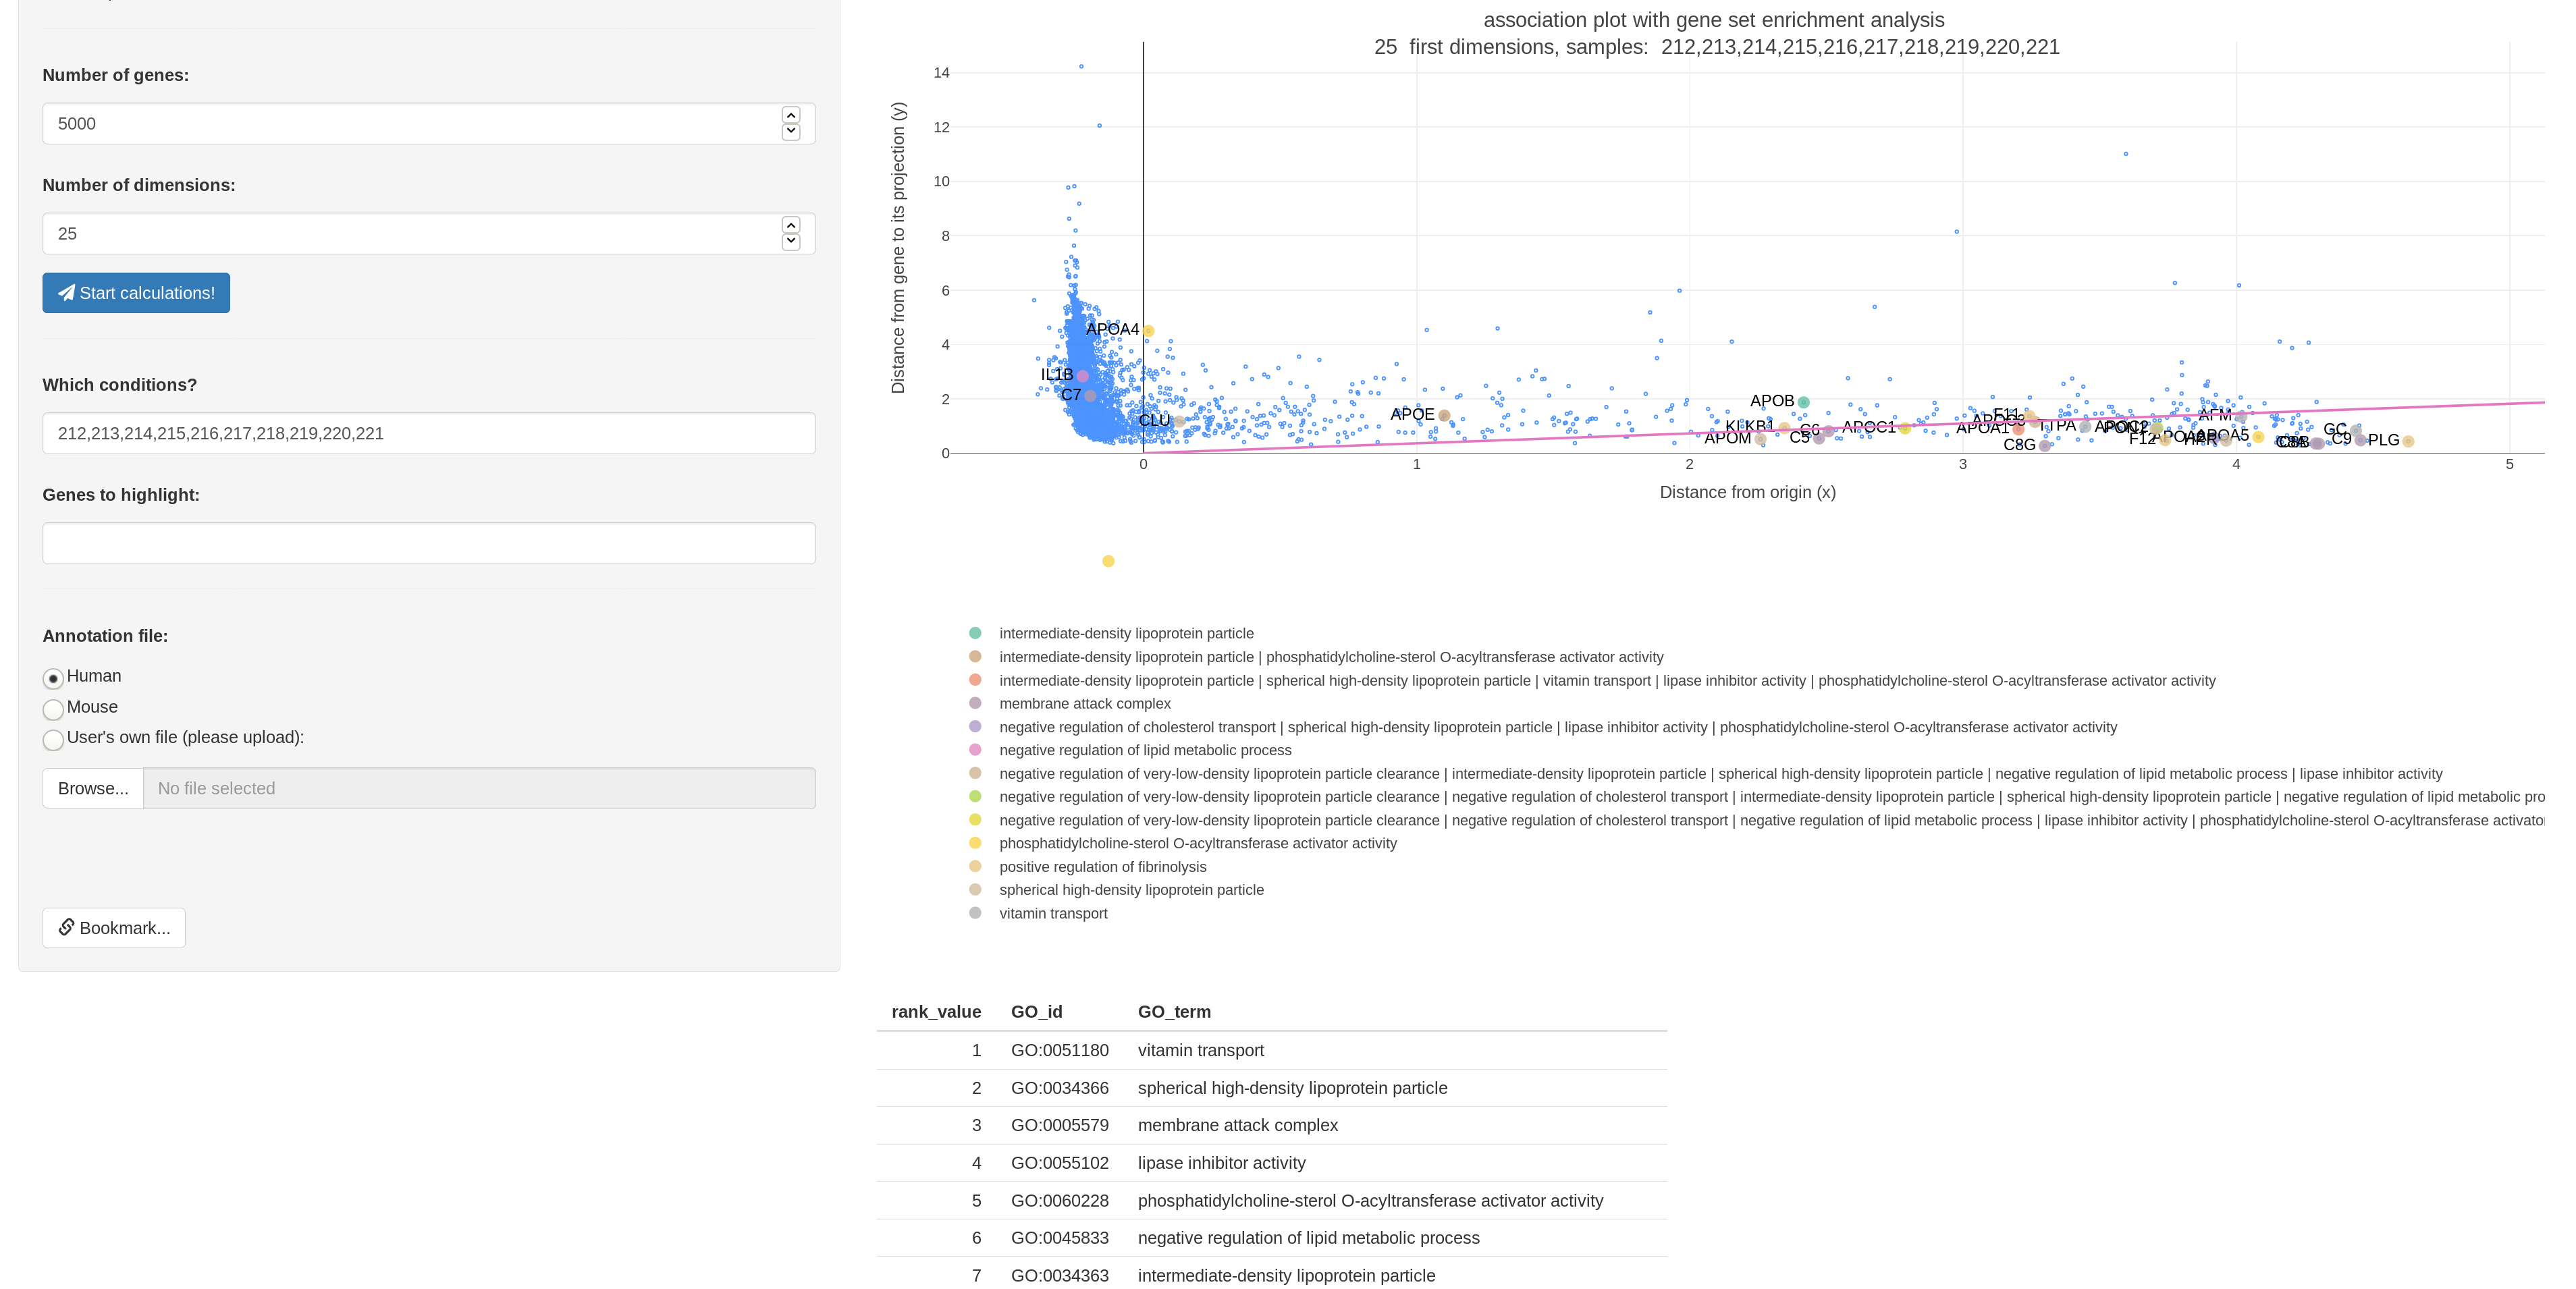 Number of genes:
5000
Number of dimensions:
25
Start calculations!
Which conditions?
212,213,214,215,216,217,218,219,220,221
Genes to highlight:
Annotation file:
Human
Mouse
User's own file (please upload):
Browse... No file selected
Bookmark...
association plot with gene set enrichment analysis
25 first dimensions, samples: 212,213,214,215,216,217,218,219,220,221
Distance from gene to its projection (y)
14
12
10
8
6
4
2
0
APOA4
IL1B
C7
CLU
APOE
APOB
KLKB1
APOM
C6
C5
APOC1
F11
APOA1
TTPA
C8G
F12
AFM
APOA5
GC
C9
PLG
0 1 2 3 4 5
Distance from origin (x)
intermediate-density lipoprotein particle
intermediate-density lipoprotein particle | phosphatidylcholine-sterol O-acyltransferase activator activity
intermediate-density lipoprotein particle | spherical high-density lipoprotein particle | vitamin transport | lipase inhibitor activity | phosphatidylcholine-sterol O-acyltransferase activator activity
membrane attack complex
negative regulation of cholesterol transport | spherical high-density lipoprotein particle | lipase inhibitor activity | phosphatidylcholine-sterol O-acyltransferase activator activity
negative regulation of lipid metabolic process
negative regulation of very-low-density lipoprotein particle clearance | intermediate-density lipoprotein particle | spherical high-density lipoprotein particle | negative regulation of lipid metabolic process | lipase inhibitor activity
negative regulation of very-low-density lipoprotein particle clearance | negative regulation of cholesterol transport | intermediate-density lipoprotein particle | spherical high-density lipoprotein particle | negative regulation of lipid metabolic pro
negative regulation of very-low-density lipoprotein particle clearance | negative regulation of cholesterol transport | negative regulation of lipid metabolic process | lipase inhibitor activity | phosphatidylcholine-sterol O-acyltransferase activato
phosphatidylcholine-sterol O-acyltransferase activator activity
positive regulation of fibrinolysis
spherical high-density lipoprotein particle
vitamin transport
rank_value GO_id GO_term
1 GO:0051180 vitamin transport
2 GO:0034366 spherical high-density lipoprotein particle
3 GO:0005579 membrane attack complex
4 GO:0055102 lipase inhibitor activity
5 GO:0060228 phosphatidylcholine-sterol O-acyltransferase activator activity
6 GO:0045833 negative regulation of lipid metabolic process
7 GO:0034363 intermediate-density lipoprotein particle